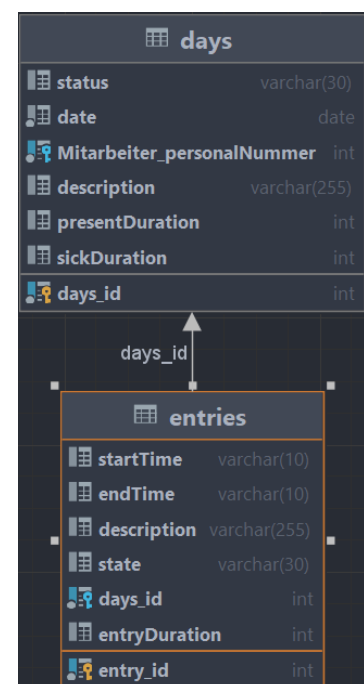 days
status varchar(30)
date date
Mitarbeiter_personalNummer int
description varchar(255)
presentDuration int
sickDuration int
days_id int
days_id
entries
startTime varchar(10)
endTime varchar(10)
description varchar(255)
state varchar(30)
days_id int
entryDuration int
entry_id int